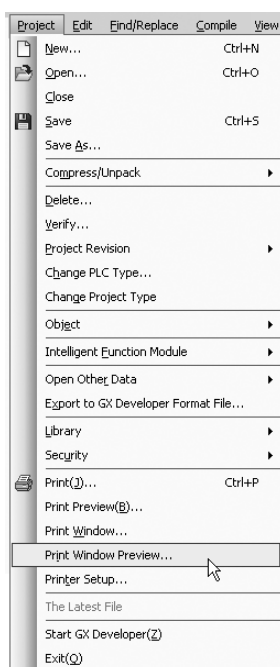 Project Edit Find/Replace Compile View
New... Ctrl+N
Open... Ctrl+O
Close
Save Ctrl+S
Save As...
Compress/Unpack
Delete...
Verify...
Project Revision
Change PLC Type...
Change Project Type
Object
Intelligent Function Module
Open Other Data
Export to GX Developer Format File...
Library
Security
Print(J)... Ctrl+P
Print Preview(B)...
Print Window...
Print Window Preview...
Printer Setup...
The Latest File
Start GX Developer(Z)
Exit(Q)